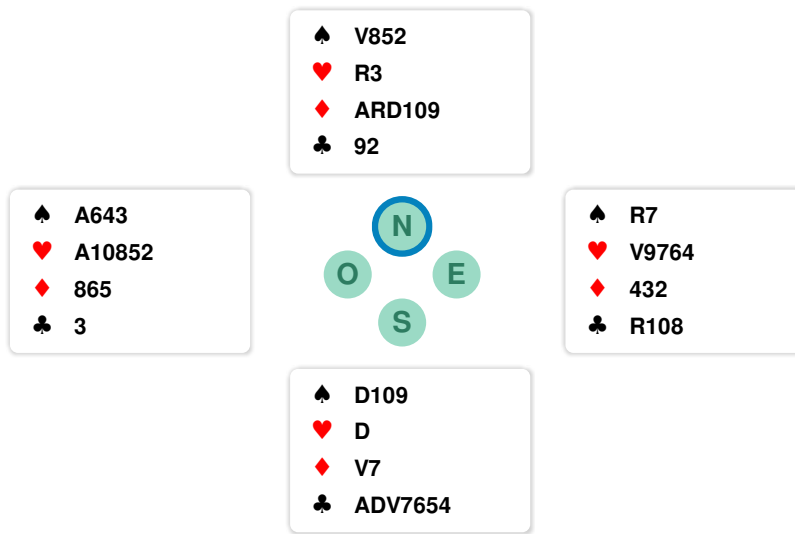 ♠ V852
♥ R3
♦ ARD109
♣ 92
♠ A643
♥ A10852
♦ 865
♣ 3
N
O E
S
♠ R7
♥ V9764
♦ 432
♣ R108
♠ D109
♥ D
♦ V7
♣ ADV7654